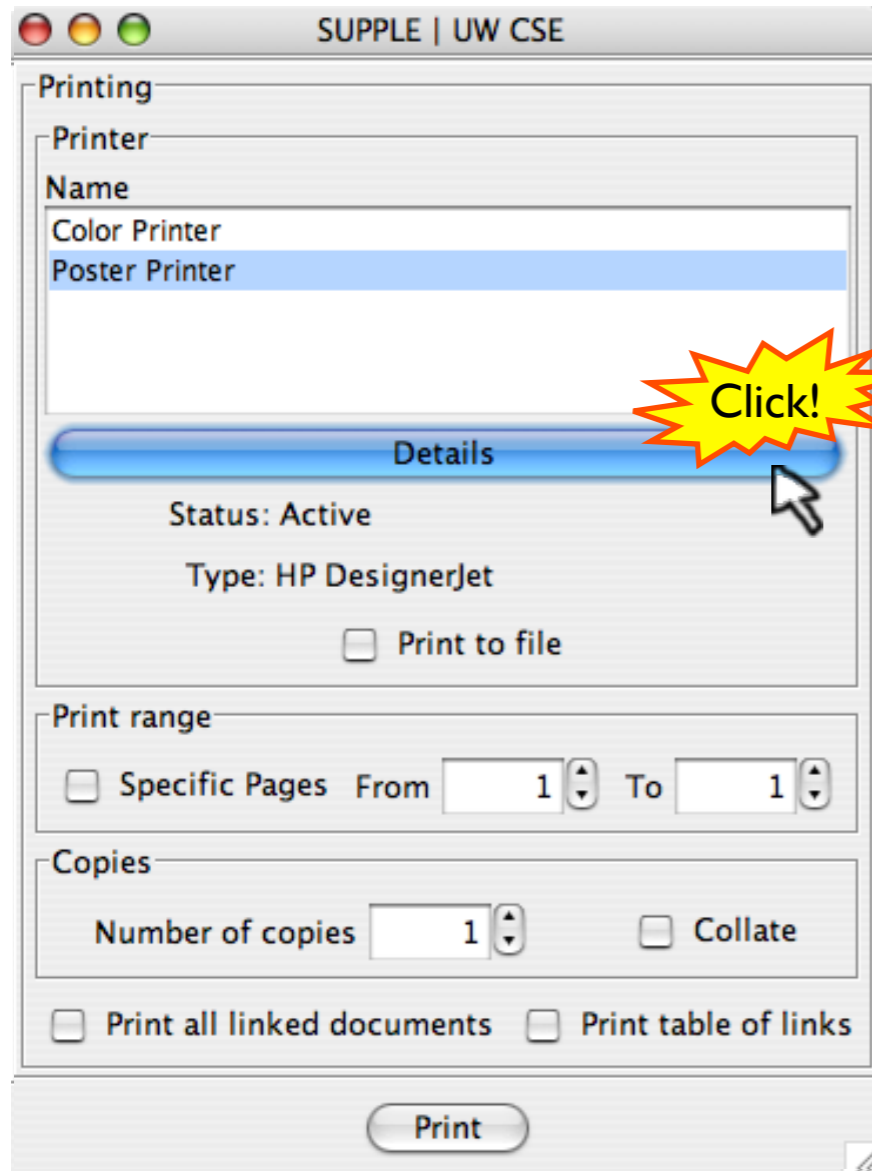 SUPPLE | UW CSE
Printing
Printer
Name
Color Printer
Poster Printer
Click!
Details
Status: Active
Type: HP DesignerJet
Print to file
Print range
Specific Pages From 1 To 1
Copies
Number of copies 1 Collate
Print all linked documents Print table of links
Print